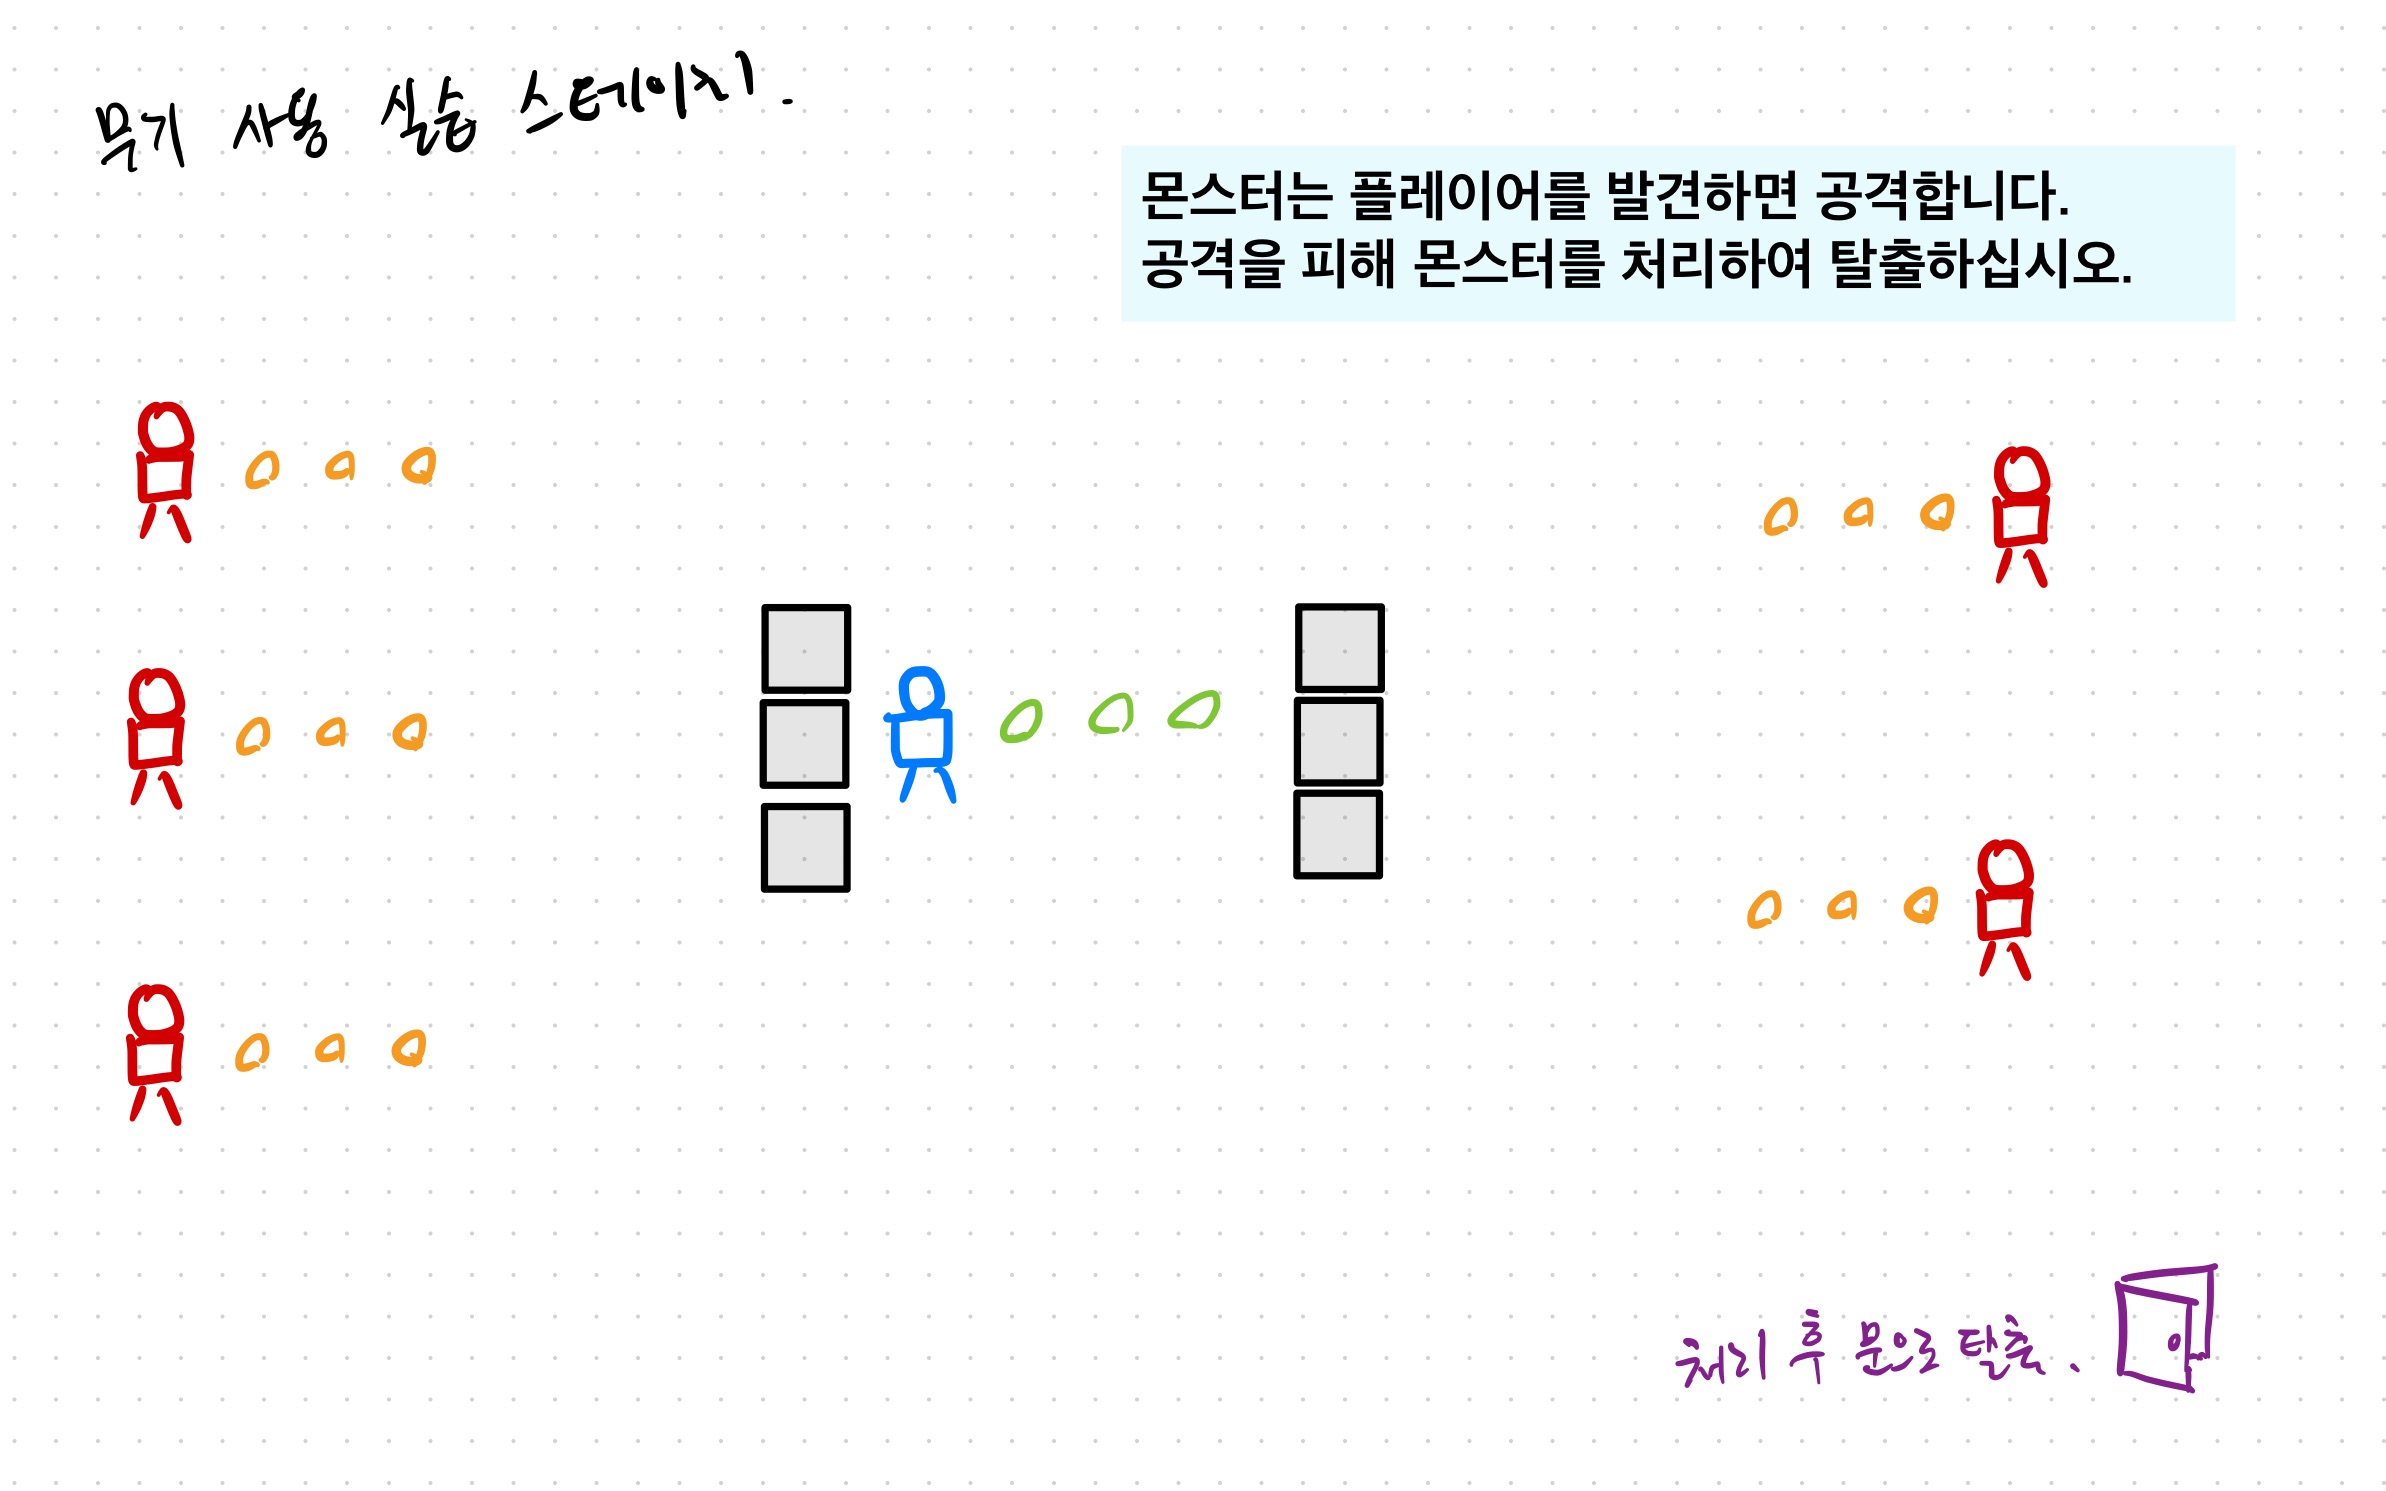 무기 사용 실습 스테이지.
몬스터는 플레이어를 발견하면 공격합니다.
공격을 피해 몬스터를 처리하여 탈출하십시오.
처리 후 문으로 탈출.